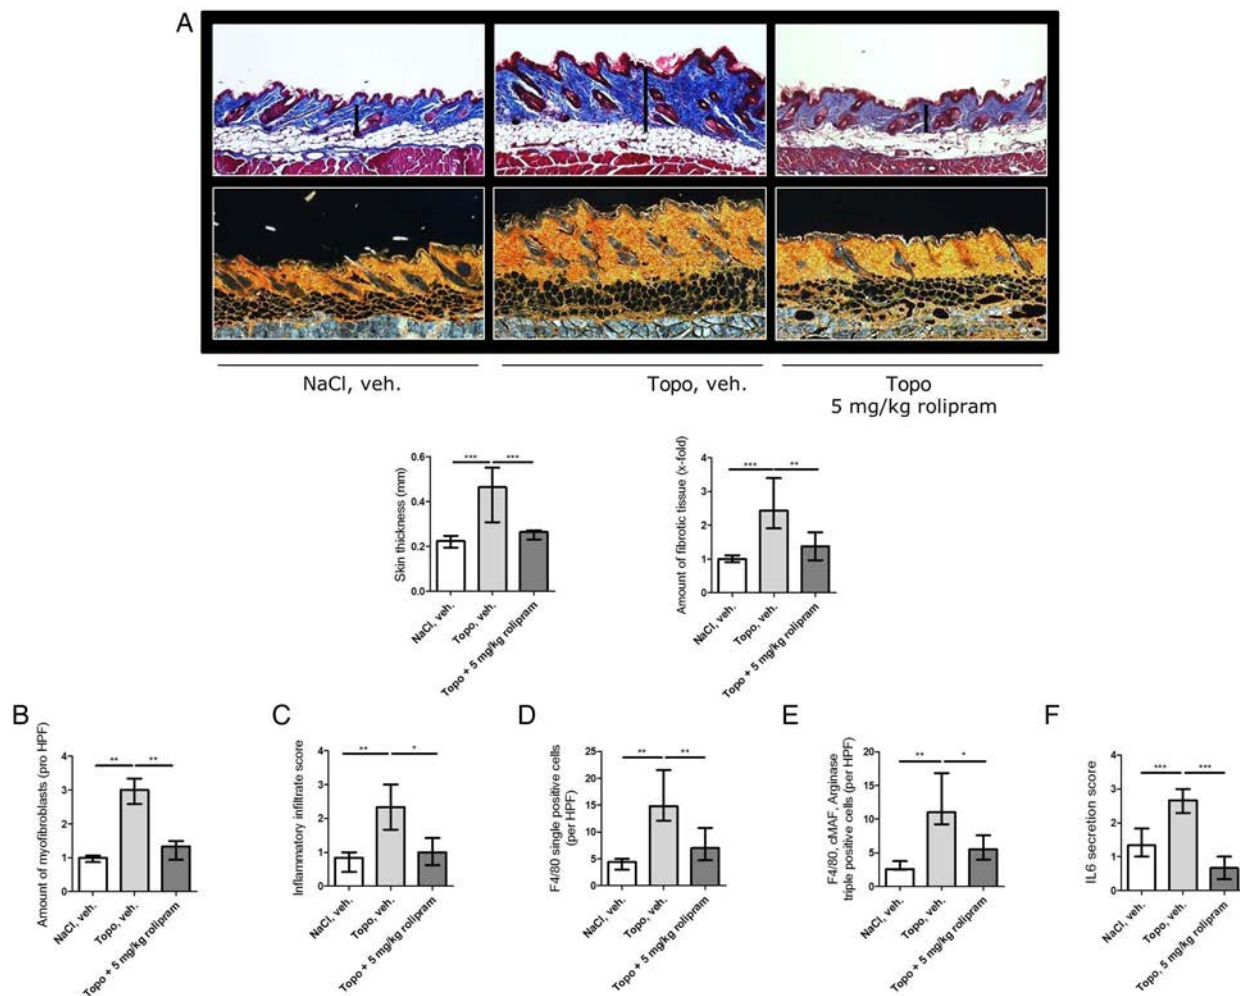 A
NaCl, veh.
Topo, veh.
Topo
5 mg/kg rolipram
Skin thickness (mm)
0.6
0.4
0.2
0.0
***
***
NaCl, veh.
Topo, veh.
Topo + 5 mg/kg rolipram
Amount of fibrotic tissue (x-fold)
4
3
2
1
0
***
**
NaCl, veh.
Topo, veh.
Topo + 5 mg/kg rolipram
B
Amount of myofibroblasts (pro HPF)
4
3
2
1
0
**
**
NaCl, veh.
Topo, veh.
Topo + 5 mg/kg rolipram
C
Inflammatory infiltrate score
4
3
2
1
0
**
*
NaCl, veh.
Topo, veh.
Topo + 5 mg/kg rolipram
D
F4/80 single positive cells
(per HPF)
25
20
15
10
5
0
**
**
NaCl, veh.
Topo, veh.
Topo + 5 mg/kg rolipram
E
F4/80, cMAF, Arginase
triple positive cells (per HPF)
20
15
10
5
0
**
*
NaCl, veh.
Topo, veh.
Topo + 5 mg/kg rolipram
F
IL6 secretion score
4
3
2
1
0
***
***
NaCl, veh.
Topo, veh.
Topo, 5 mg/kg rolipram